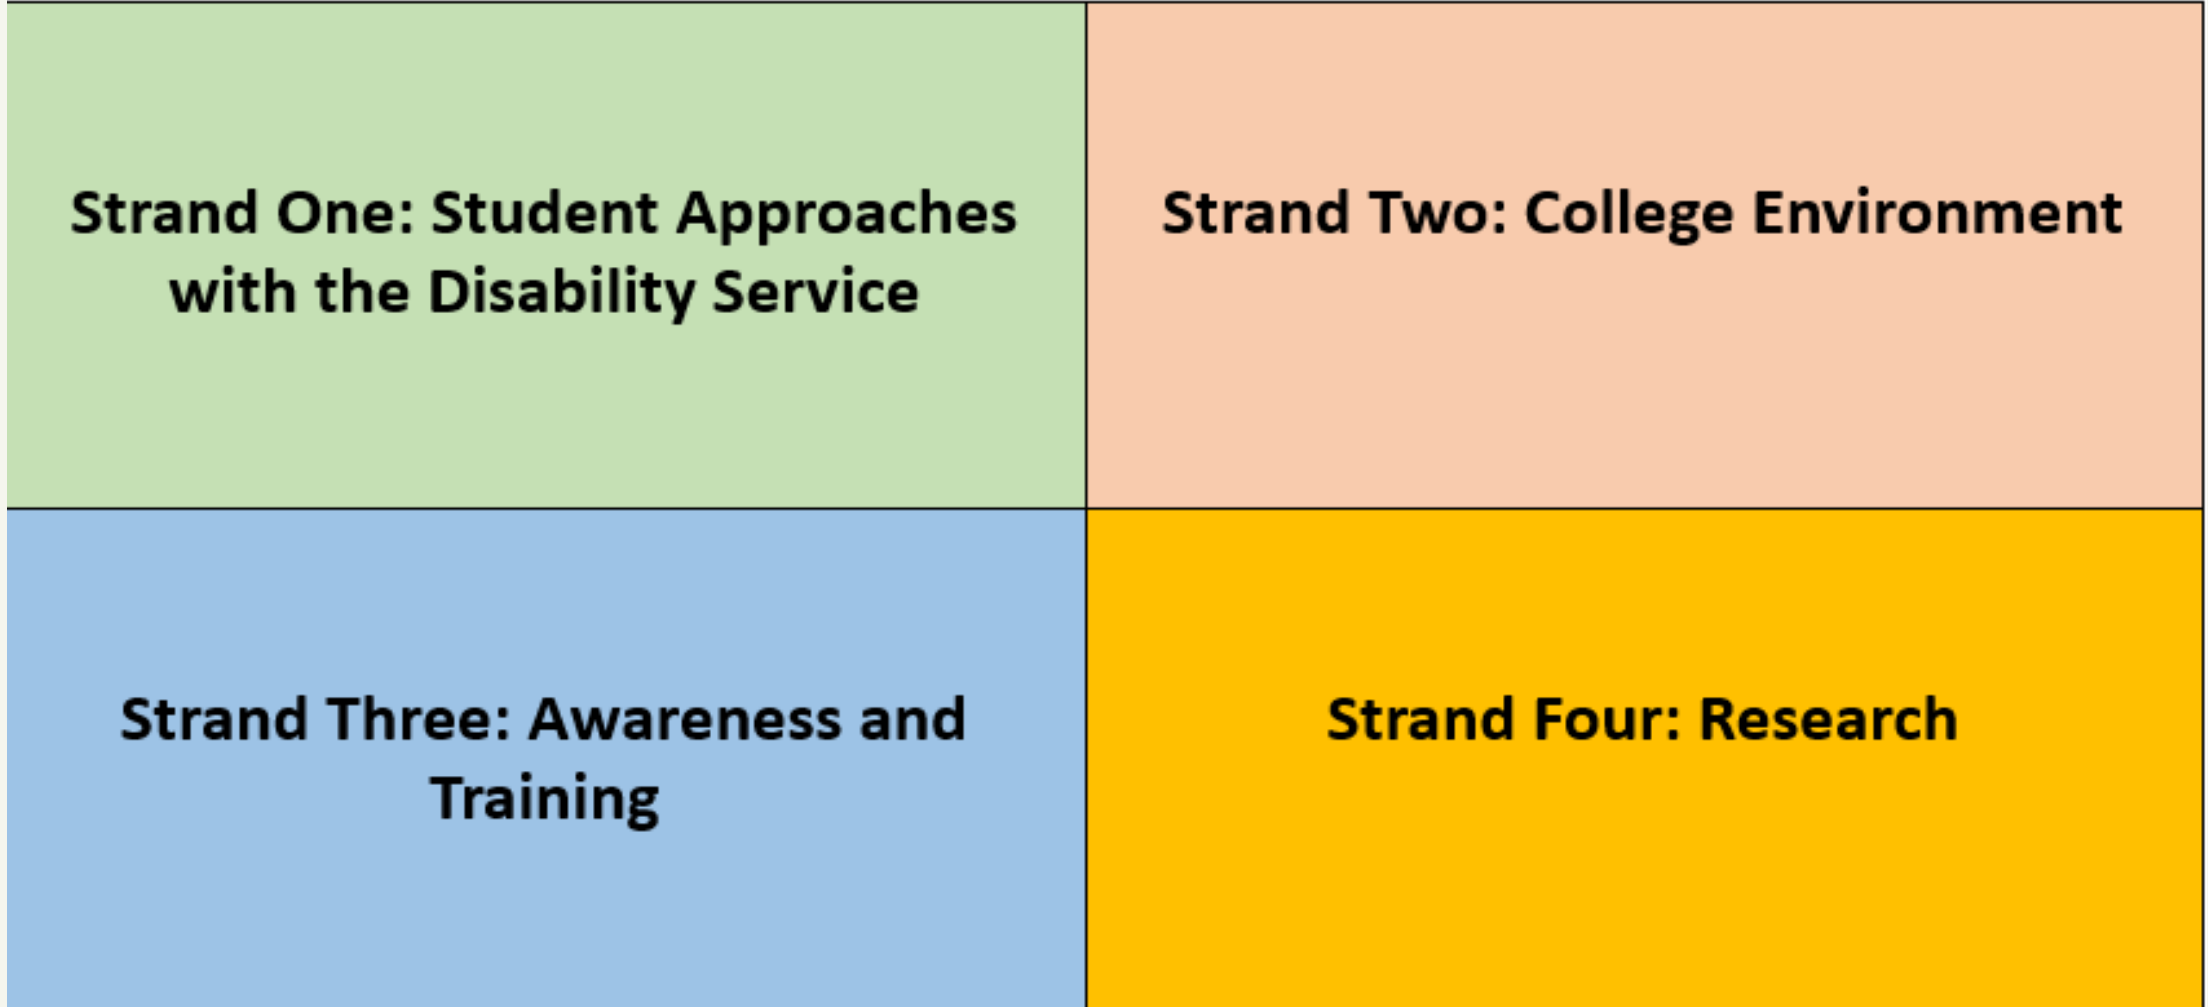 Strand One: Student Approaches
with the Disability Service
Strand Two: College Environment
Strand Three: Awareness and
Training
Strand Four: Research